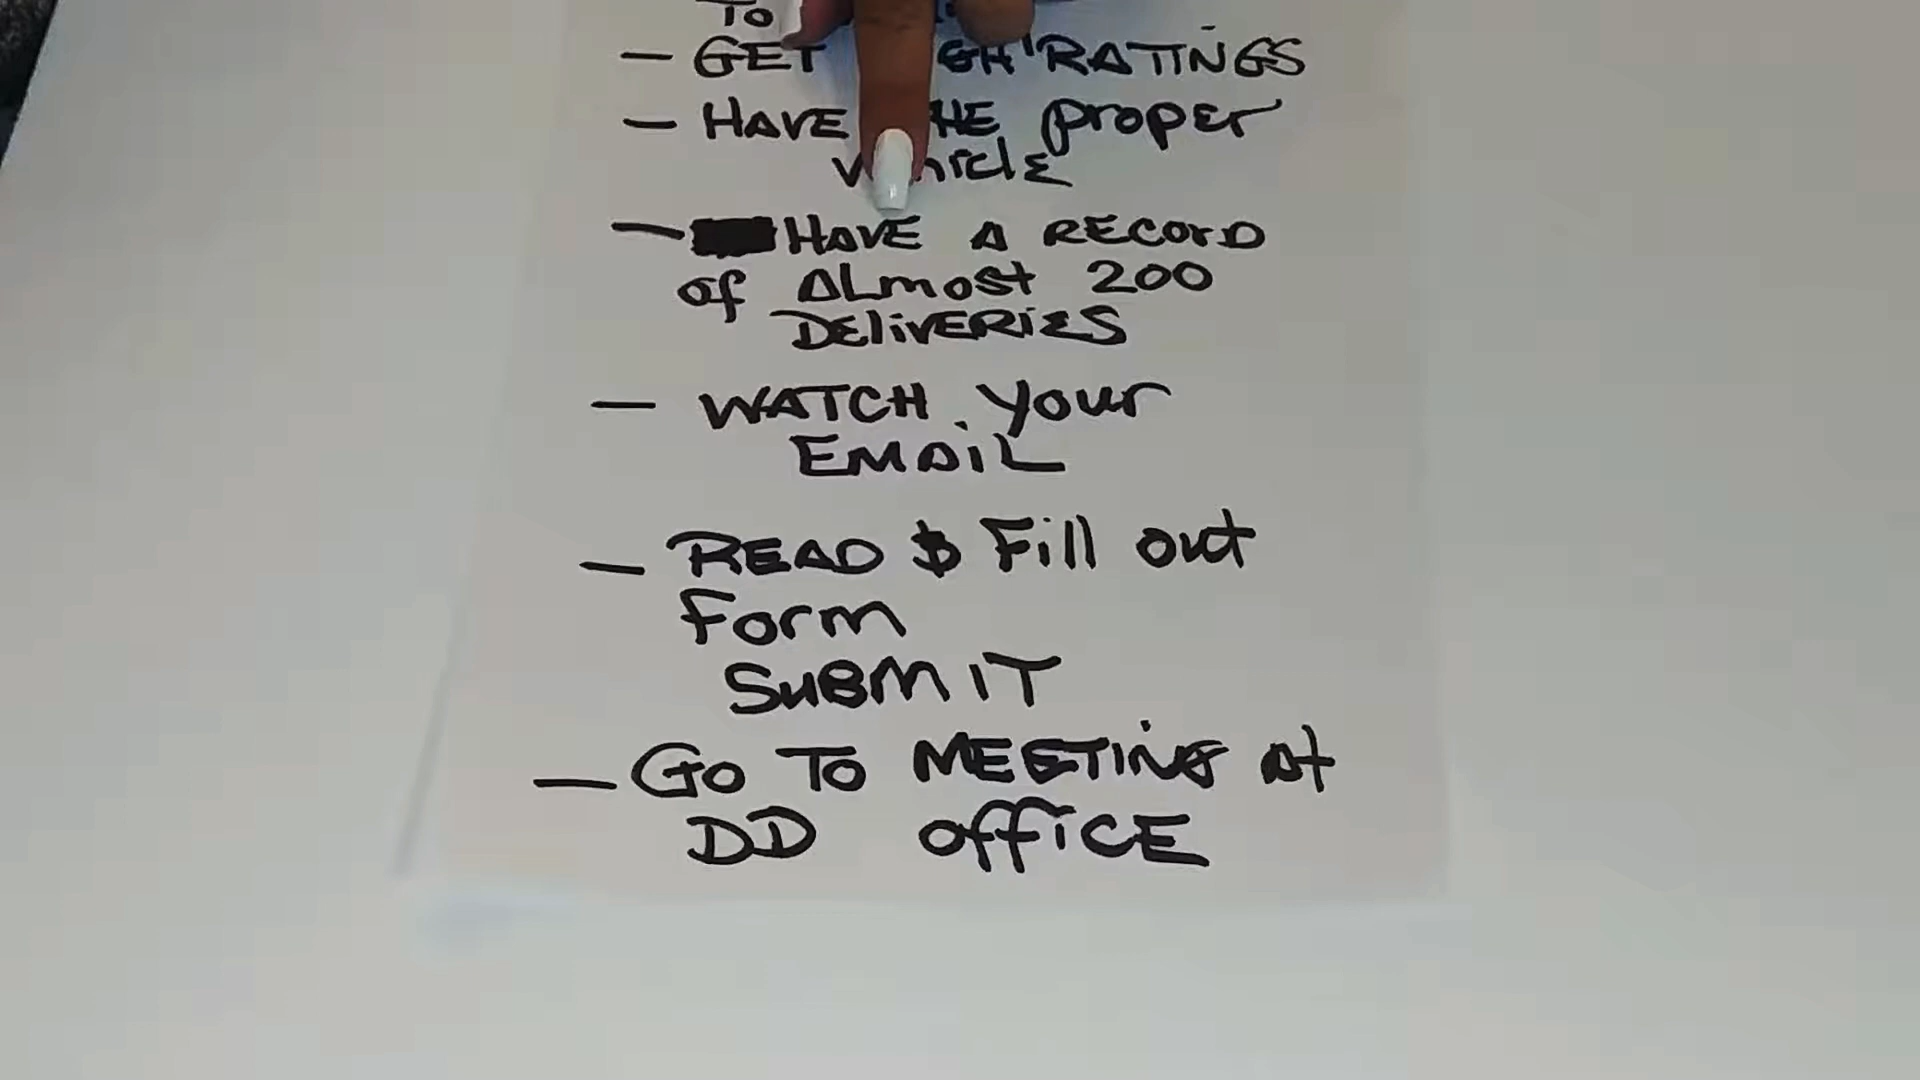 To
— GET RATINGS
— HAVE THE proper
vehicle
— HAVE A RECORD
of ALmost 200
DELiVERiES
— WATCH your
EMAiL
— READ & Fill out
Form
SUBMIT
— GO TO MEETING At
DD OffiCE